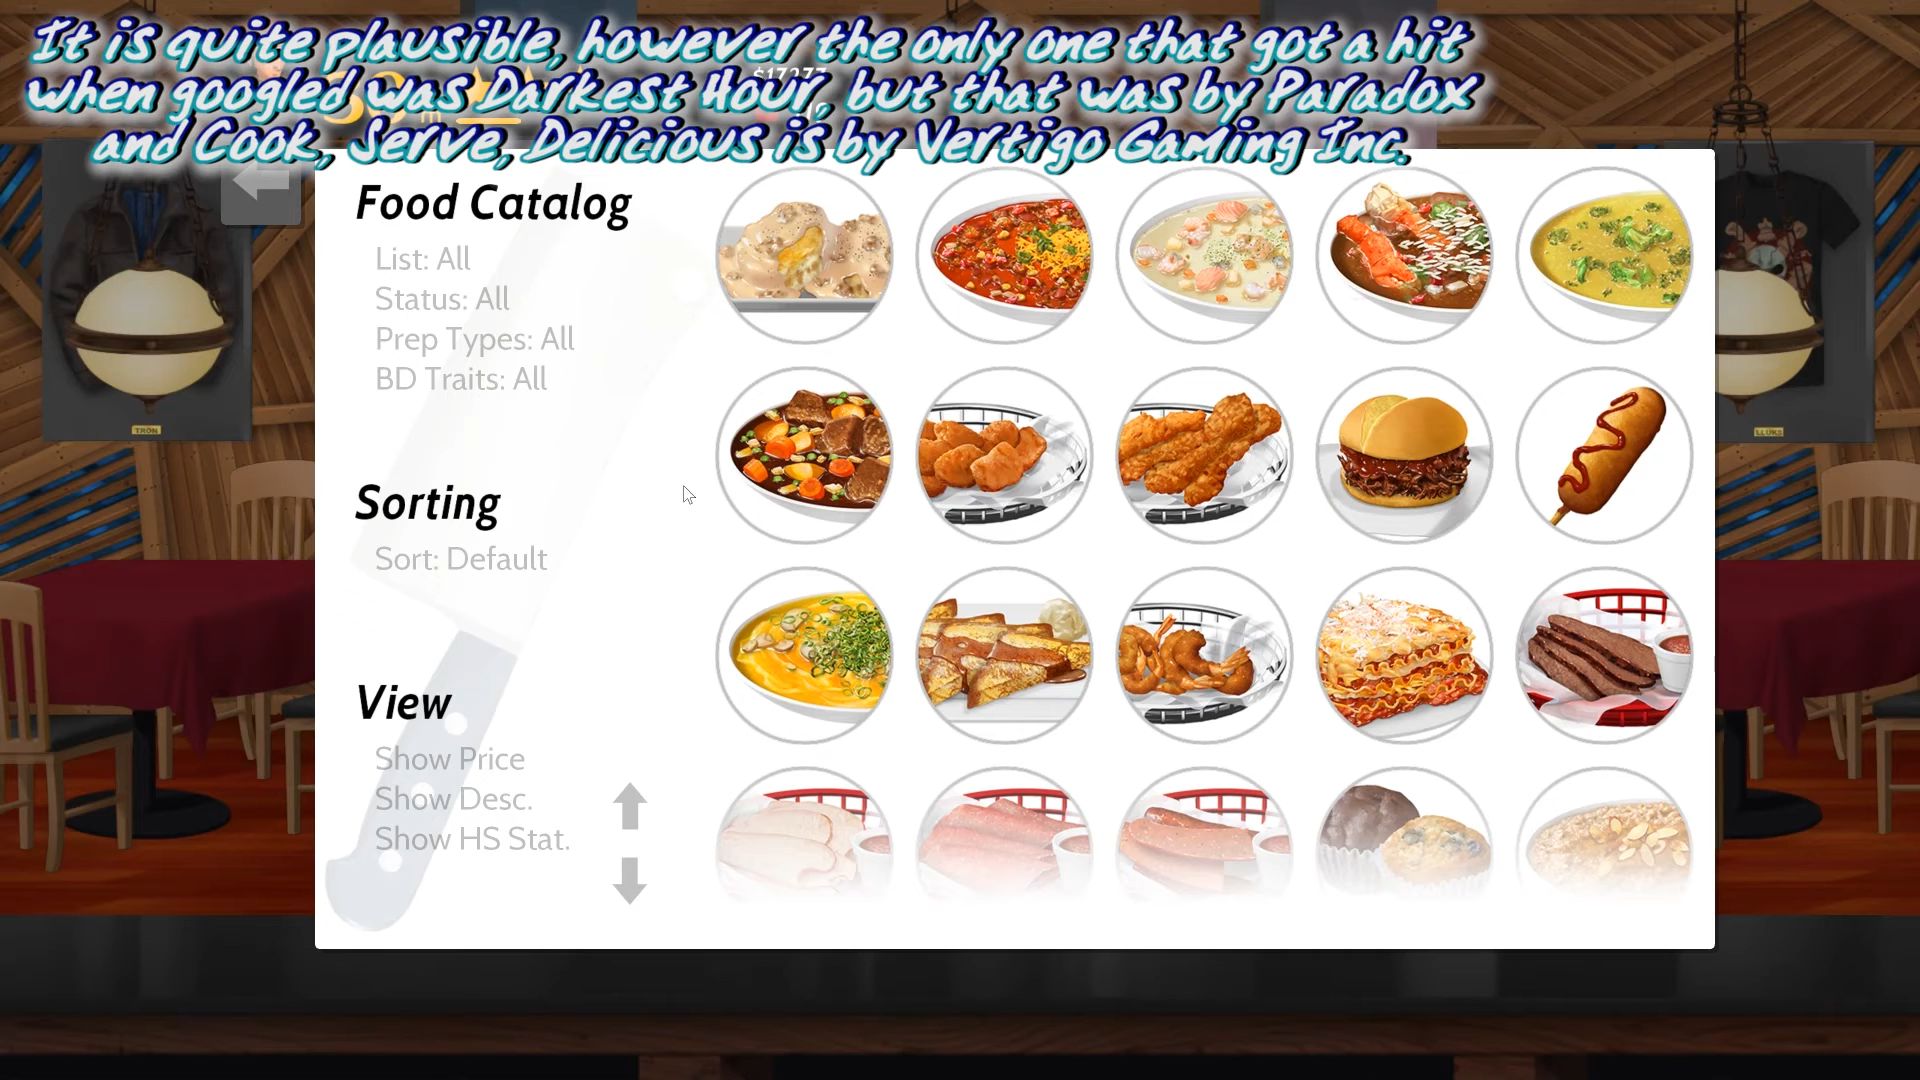 It is quite plausible, however the only one that got a hit
when googled was Darkest Hour, but that was by Paradox
and Cook, Serve, Delicious is by Vertigo Gaming Inc.
Food Catalog
List: All
Status: All
Prep Types: All
BD Traits: All
Sorting
Sort: Default
View
Show Price
Show Desc.
Show HS Stat.
TRON